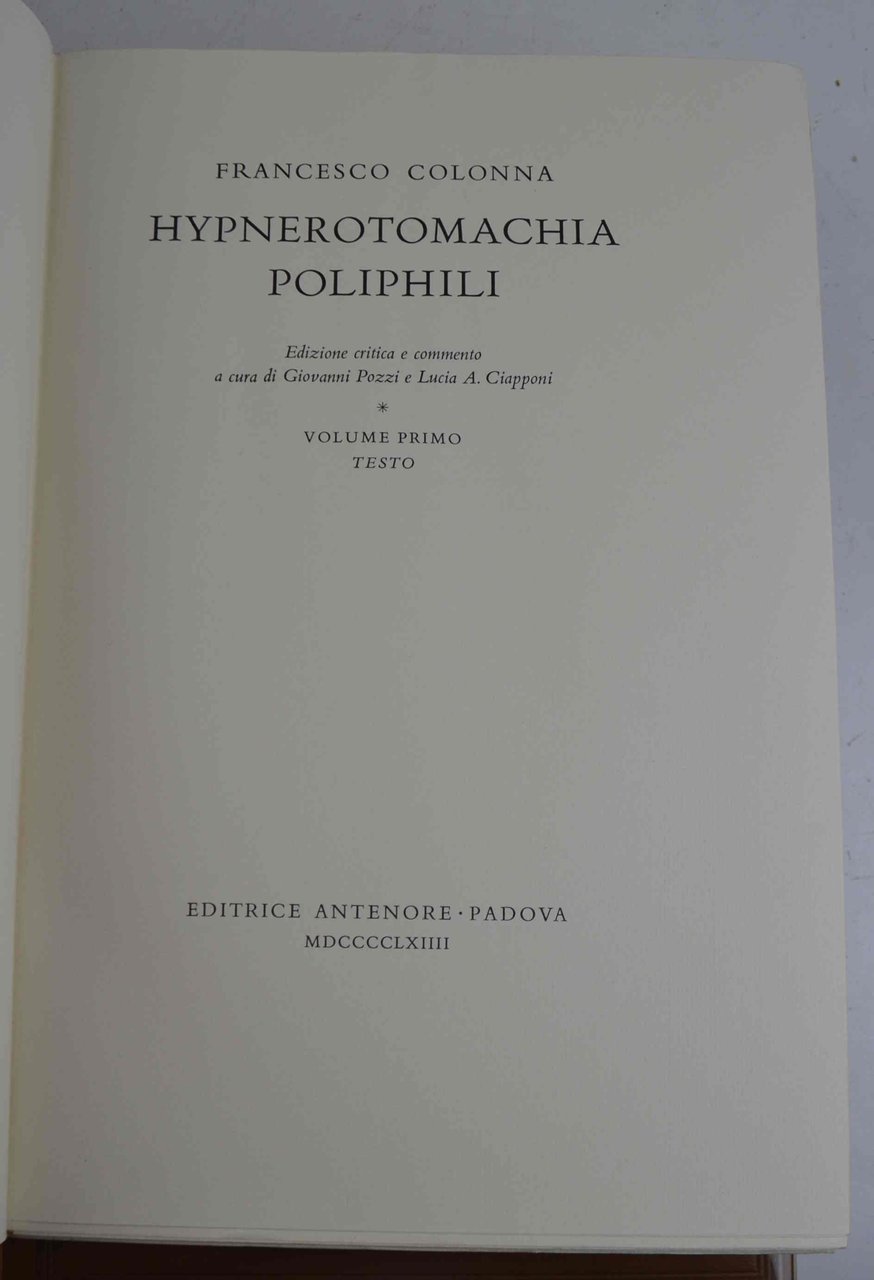 FRANCESCO COLONNA
HYPNEROTOMACHIA
POLIPHILI
Edizione critica e commento
a cura di Giovanni Pozzi e Lucia A. Ciapponi
*
VOLUME PRIMO
TESTO
EDITRICE ANTENORE · PADOVA
MDCCCCLXIIII